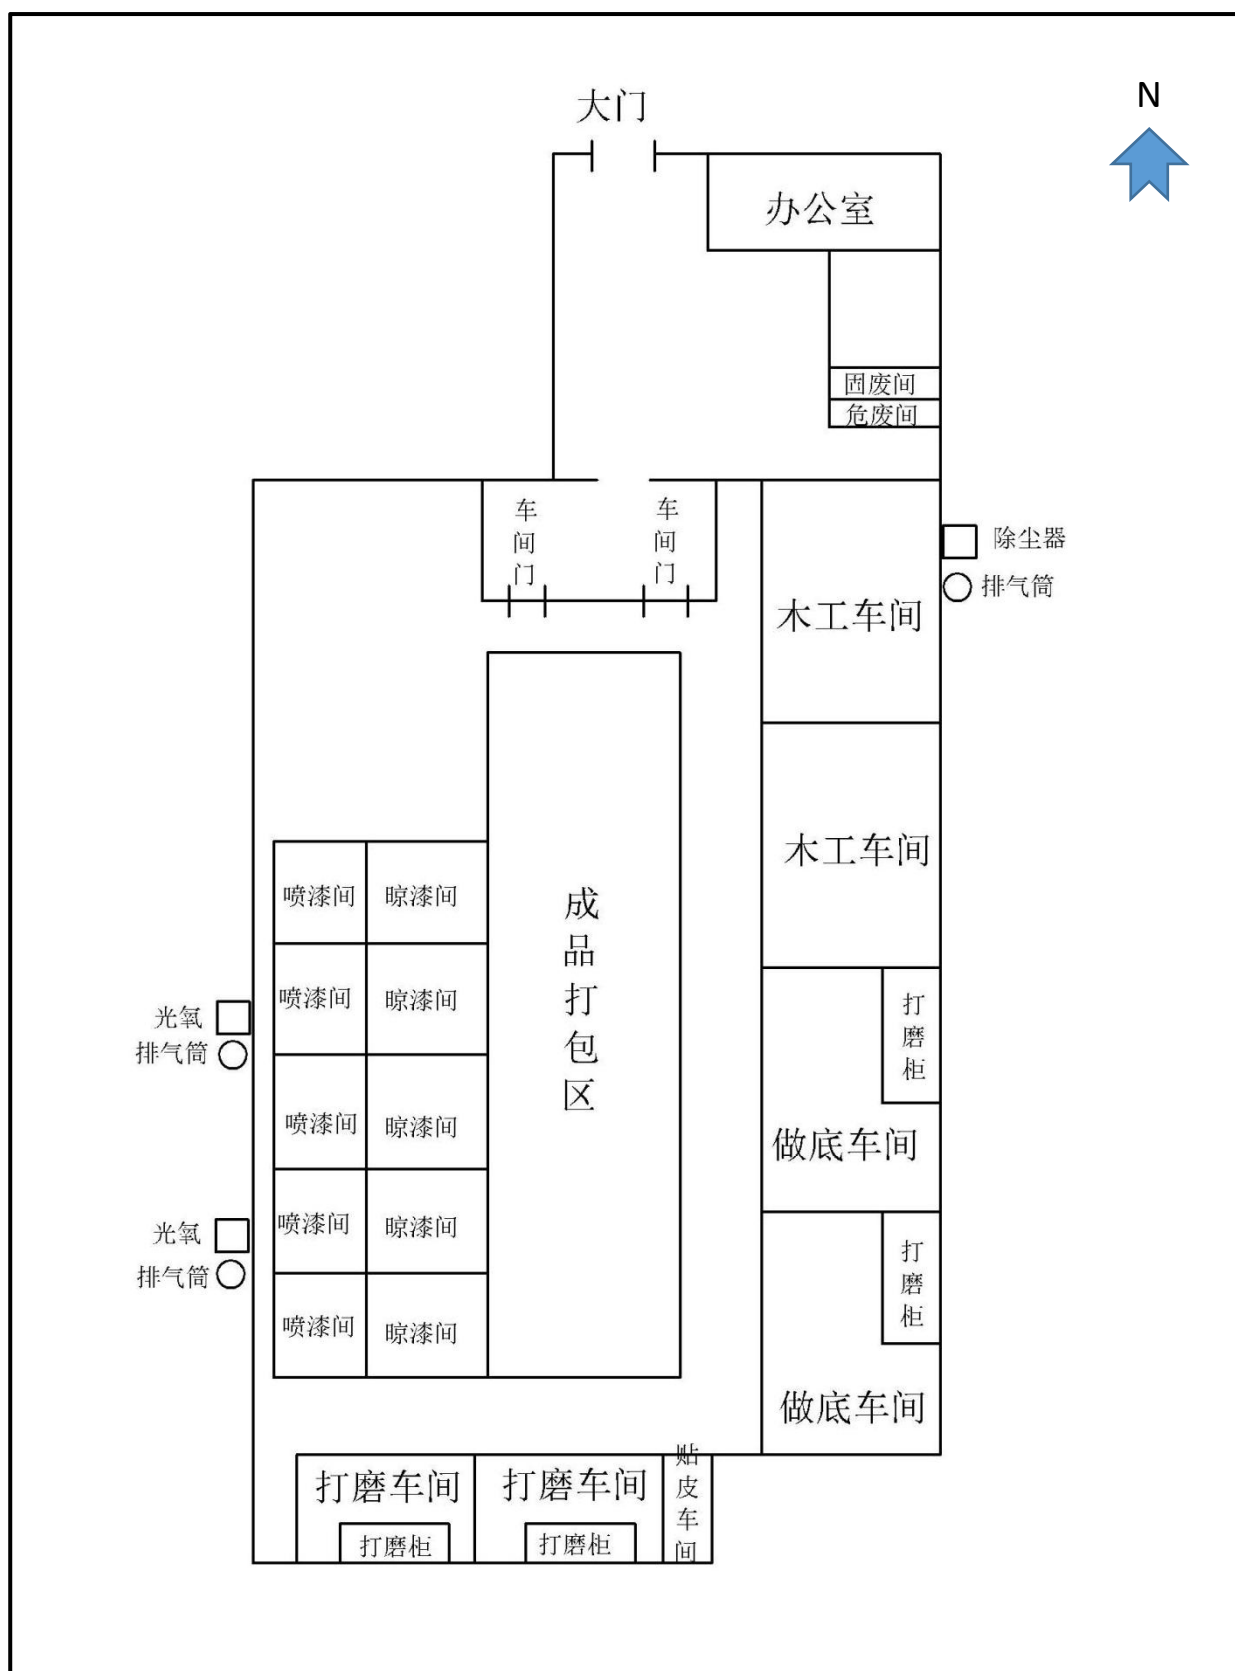 N
大门
办公室
固废间
危废间
车间门
车间门
除尘器
排气筒
木工车间
木工车间
成品打包区
喷漆间
晾漆间
喷漆间
晾漆间
光氧
排气筒
喷漆间
晾漆间
喷漆间
晾漆间
光氧
排气筒
喷漆间
晾漆间
打磨柜
做底车间
打磨柜
做底车间
打磨车间
打磨柜
打磨车间
打磨柜
贴皮车间